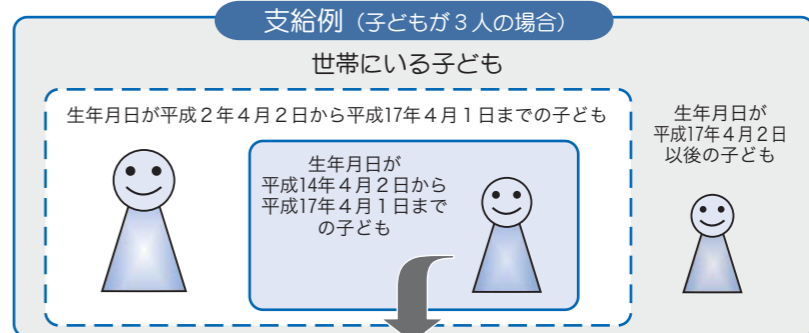 支給例（子どもが３人の場合）
世帯にいる子ども
生年月日が平成２年４月２日から平成17年４月１日までの子ども
生年月日が
平成14年４月２日から
平成17年４月１日まで
の子ども
生年月日が
平成17年４月２日
以後の子ども